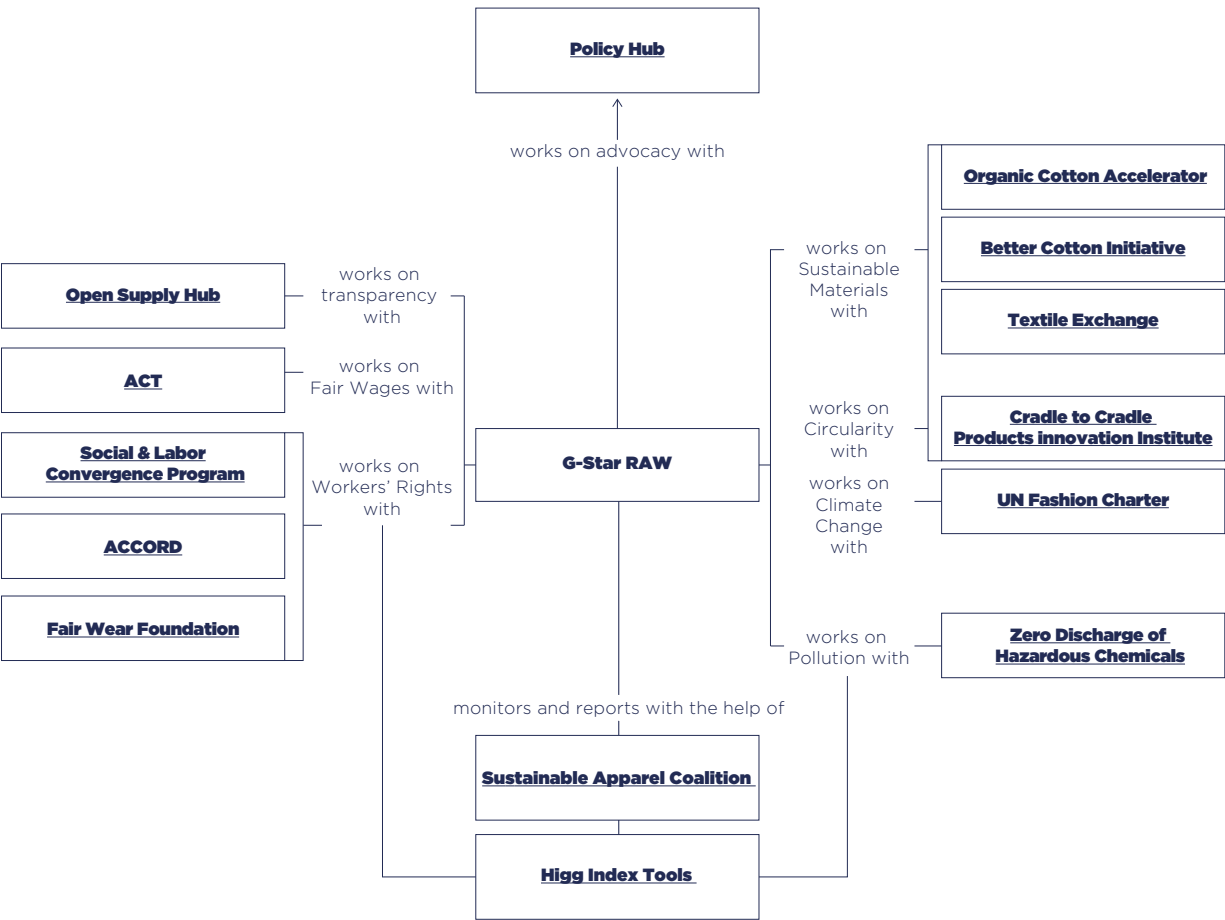 Policy Hub
works on advocacy with
Open Supply Hub
works on
transparency
with
ACT
works on
Fair Wages with
Social & Labor
Convergence Program
ACCORD
Fair Wear Foundation
works on
Workers’ Rights
with
G-Star RAW
works on
Sustainable
Materials
with
Organic Cotton Accelerator
Better Cotton Initiative
Textile Exchange
works on
Circularity
with
Cradle to Cradle
Products innovation Institute
works on
Climate
Change
with
UN Fashion Charter
works on
Pollution with
Zero Discharge of
Hazardous Chemicals
monitors and reports with the help of
Sustainable Apparel Coalition
Higg Index Tools